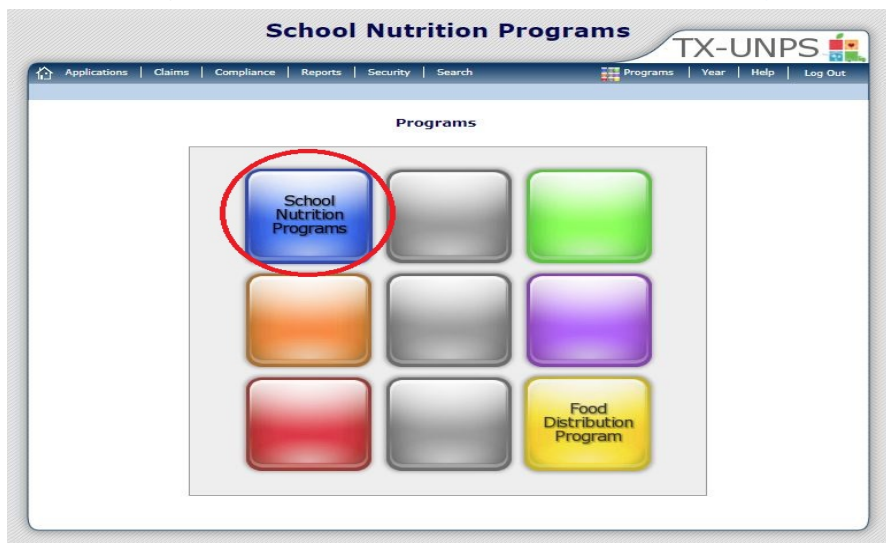 School Nutrition Programs
TX-UNPS
Applications | Claims | Compliance | Reports | Security | Search Programs | Year | Help | Log Out
Programs
School
Nutrition
Programs
Food
Distribution
Program